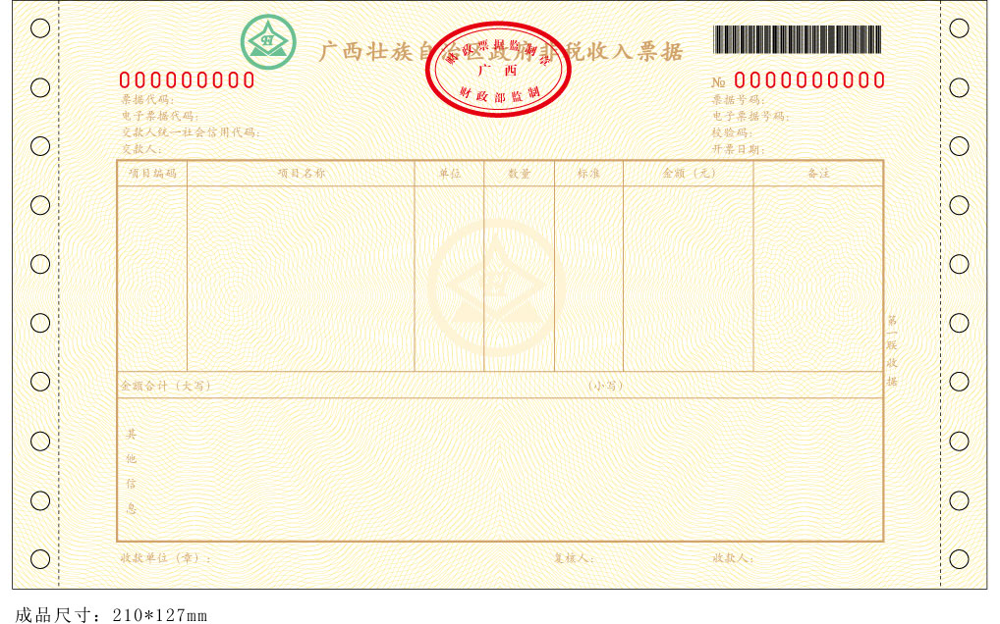 广西壮族自治区政府非税收入票据
财政票据监制章
广 西
财政部监制
000000000
№ 0000000000
票据代码:
票据号码:
电子票据代码:
电子票据号码:
交款人统一社会信用代码:
校验码:
交款人:
开票日期:
项目编码 项目名称 单位 数量 标准 金额(元) 备注
第一联收据
金额合计(大写) (小写)
其他信息
收款单位(章): 复核人: 收款人:
成品尺寸: 210*127mm